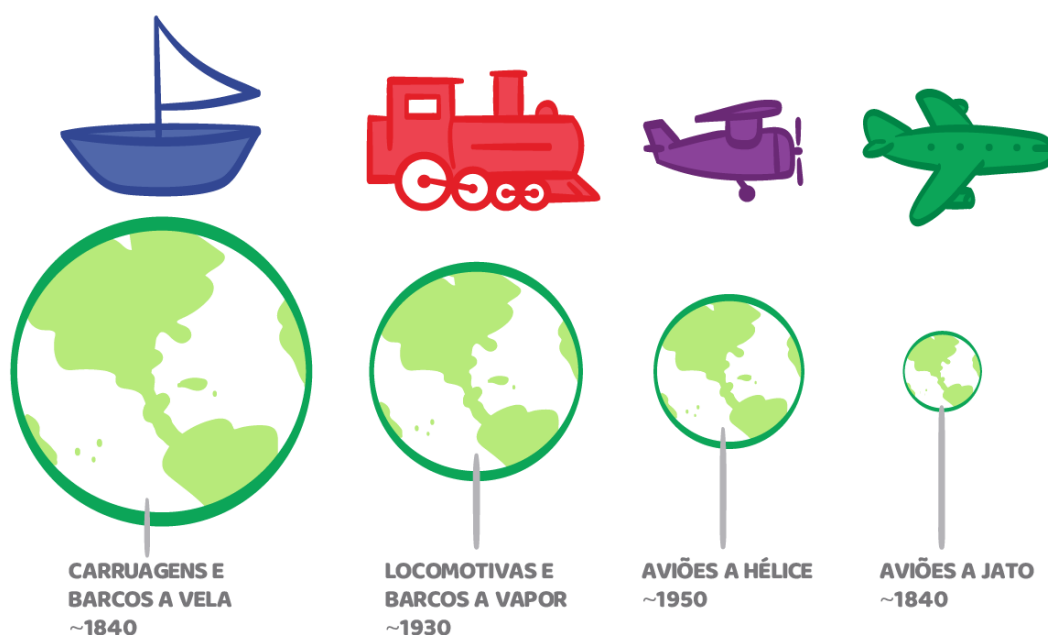 CARRUAGENS E
BARCOS A VELA
~1840
LOCOMOTIVAS E
BARCOS A VAPOR
~1930
AVIÕES A HÉLICE
~1950
AVIÕES A JATO
~1840